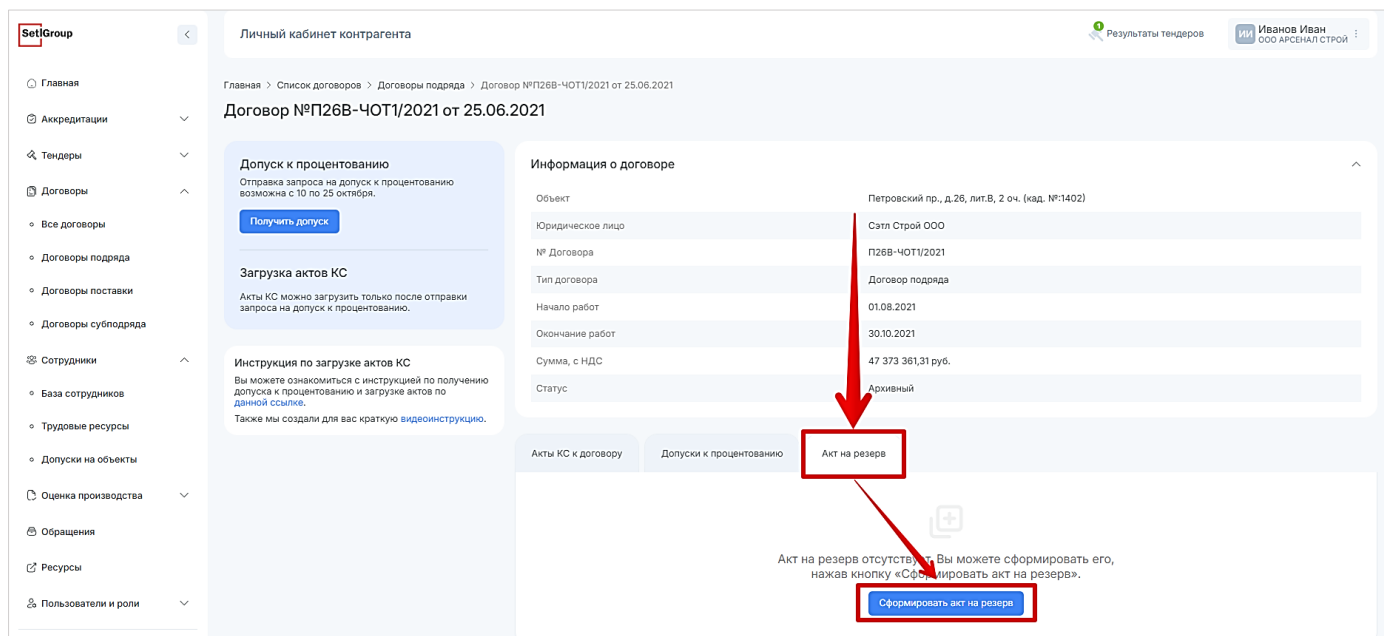 SetlGroup
Личный кабинет контрагента
1
Результаты тендеров
ИИ
Иванов Иван
ООО АРСЕНАЛ СТРОЙ
Главная
Аккредитации
Тендеры
Договоры
Все договоры
Договоры подряда
Договоры поставки
Договоры субподряда
Сотрудники
База сотрудников
Трудовые ресурсы
Допуски на объекты
Оценка производства
Обращения
Ресурсы
Пользователи и роли
Главная > Список договоров > Договоры подряда > Договор №П26В-ЧОТ1/2021 от 25.06.2021
Договор №П26В-ЧОТ1/2021 от 25.06.2021
Допуск к процентованию
Отправка запроса на допуск к процентованию
возможна с 10 по 25 октября.
Получить допуск
Загрузка актов КС
Акты КС можно загрузить только после отправки
запроса на допуск к процентованию.
Инструкция по загрузке актов КС
Вы можете ознакомиться с инструкцией по получению
допуска к процентованию и загрузке актов по
данной ссылке.
Также мы создали для вас краткую видеоинструкцию.
Информация о договоре
Объект Петровский пр., д.26, лит.В, 2 оч. (кад. №:1402)
Юридическое лицо Сэтл Строй ООО
№ Договора П26В-ЧОТ1/2021
Тип договора Договор подряда
Начало работ 01.08.2021
Окончание работ 30.10.2021
Сумма, с НДС 47 373 361,31 руб.
Статус Архивный
Акты КС к договору Допуски к процентованию Акт на резерв
Акт на резерв отсутствует. Вы можете сформировать его,
нажав кнопку «Сформировать акт на резерв».
Сформировать акт на резерв